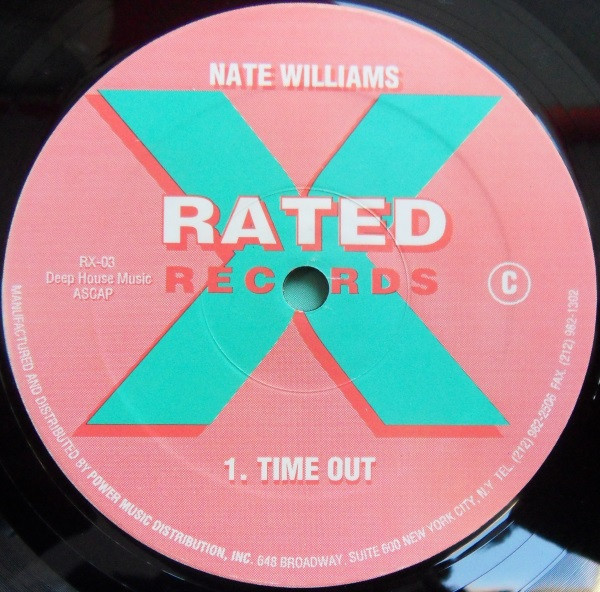 NATE WILLIAMS
X
RATED
RECORDS
RX-03
Deep House Music
ASCAP
C
1. TIME OUT
MANUFACTURED AND DISTRIBUTED BY POWER MUSIC DISTRIBUTION, INC. 648 BROADWAY. SUITE 600 NEW YORK CITY, N.Y TEL. (212) 982-2506 FAX. (212) 982-1302